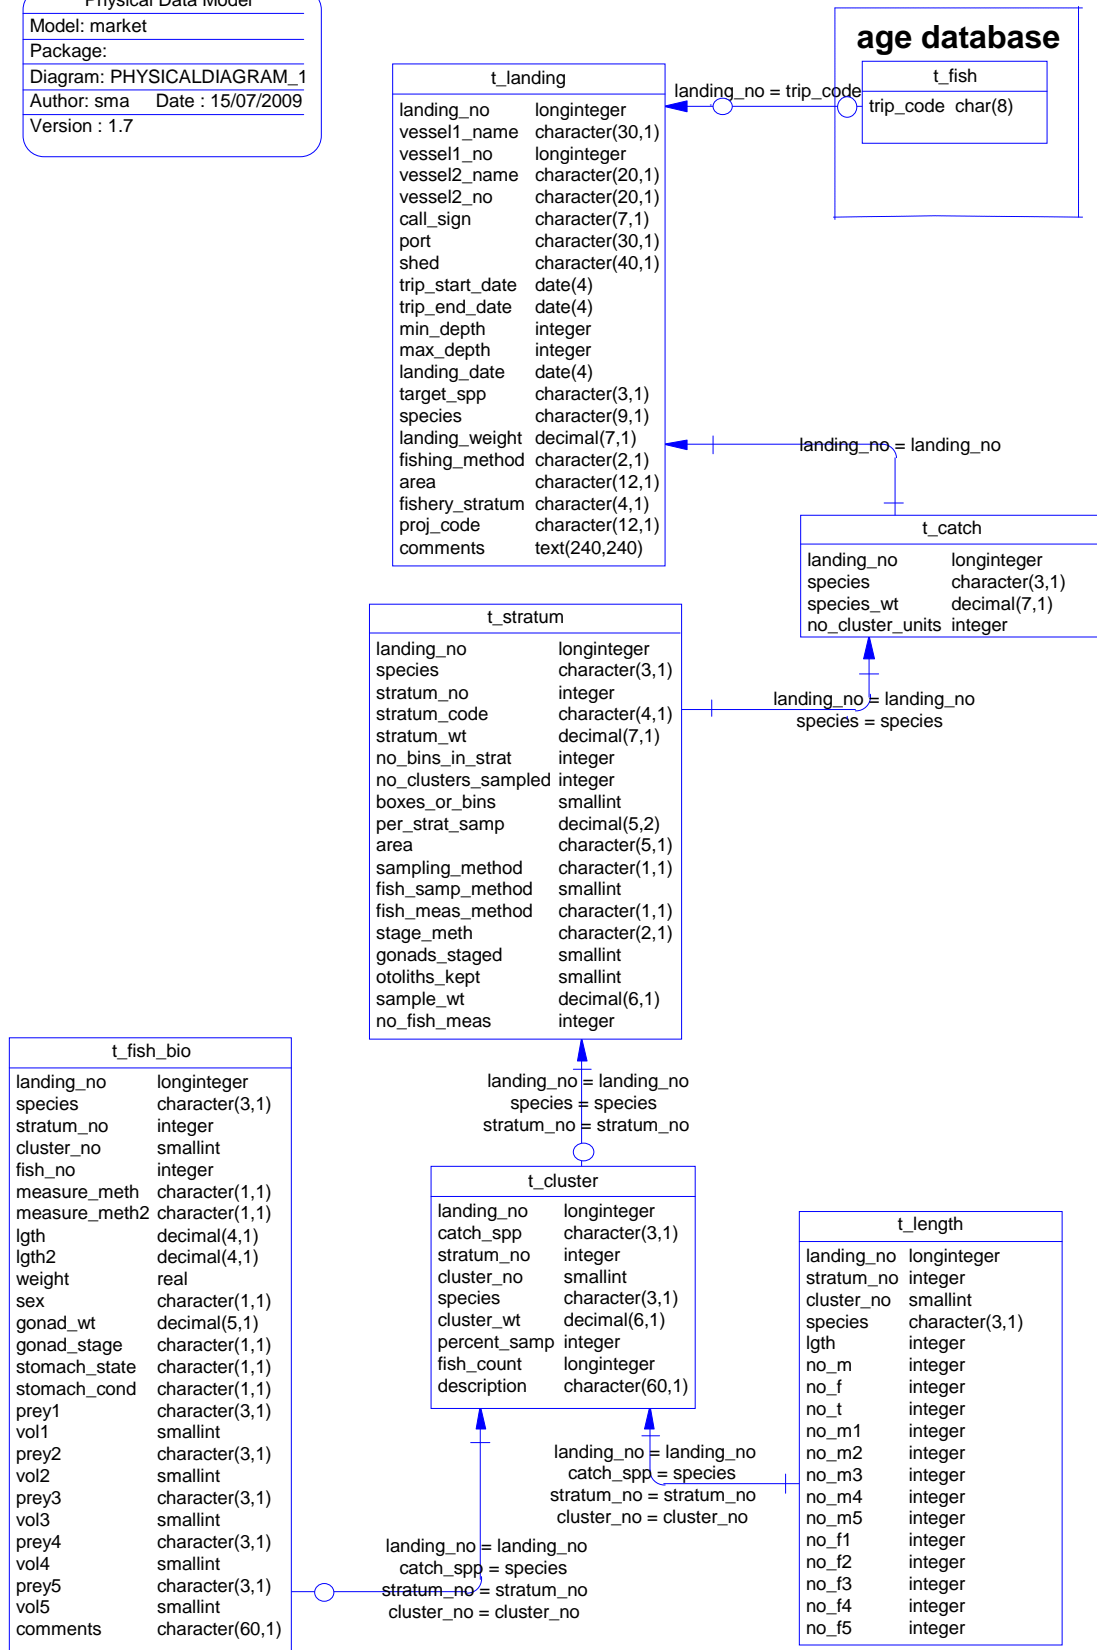 Physical Data Model
Model: market
Package:
Diagram: PHYSICALDIAGRAM_1
Author: sma Date : 15/07/2009
Version : 1.7
age database
t_fish
trip_code char(8)
landing_no = trip_code
t_landing
landing_no longinteger
vessel1_name character(30,1)
vessel1_no longinteger
vessel2_name character(20,1)
vessel2_no character(20,1)
call_sign character(7,1)
port character(30,1)
shed character(40,1)
trip_start_date date(4)
trip_end_date date(4)
min_depth integer
max_depth integer
landing_date date(4)
target_spp character(3,1)
species character(9,1)
landing_weight decimal(7,1)
fishing_method character(2,1)
area character(12,1)
fishery_stratum character(4,1)
proj_code character(12,1)
comments text(240,240)
landing_no = landing_no
t_catch
landing_no longinteger
species character(3,1)
species_wt decimal(7,1)
no_cluster_units integer
landing_no = landing_no
species = species
t_stratum
landing_no longinteger
species character(3,1)
stratum_no integer
stratum_code character(4,1)
stratum_wt decimal(7,1)
no_bins_in_strat integer
no_clusters_sampled integer
boxes_or_bins smallint
per_strat_samp decimal(5,2)
area character(5,1)
sampling_method character(1,1)
fish_samp_method smallint
fish_meas_method character(1,1)
stage_meth character(2,1)
gonads_staged smallint
otoliths_kept smallint
sample_wt decimal(6,1)
no_fish_meas integer
landing_no = landing_no
species = species
stratum_no = stratum_no
t_fish_bio
landing_no longinteger
species character(3,1)
stratum_no integer
cluster_no smallint
fish_no integer
measure_meth character(1,1)
measure_meth2 character(1,1)
lgth decimal(4,1)
lgth2 decimal(4,1)
weight real
sex character(1,1)
gonad_wt decimal(5,1)
gonad_stage character(1,1)
stomach_state character(1,1)
stomach_cond character(1,1)
prey1 character(3,1)
vol1 smallint
prey2 character(3,1)
vol2 smallint
prey3 character(3,1)
vol3 smallint
prey4 character(3,1)
vol4 smallint
prey5 character(3,1)
vol5 smallint
comments character(60,1)
t_cluster
landing_no longinteger
catch_spp character(3,1)
stratum_no integer
cluster_no smallint
species character(3,1)
cluster_wt decimal(6,1)
percent_samp integer
fish_count longinteger
description character(60,1)
landing_no = landing_no
catch_spp = species
stratum_no = stratum_no
cluster_no = cluster_no
landing_no = landing_no
catch_spp = species
stratum_no = stratum_no
cluster_no = cluster_no
t_length
landing_no longinteger
stratum_no integer
cluster_no smallint
species character(3,1)
lgth integer
no_m integer
no_f integer
no_t integer
no_m1 integer
no_m2 integer
no_m3 integer
no_m4 integer
no_m5 integer
no_f1 integer
no_f2 integer
no_f3 integer
no_f4 integer
no_f5 integer